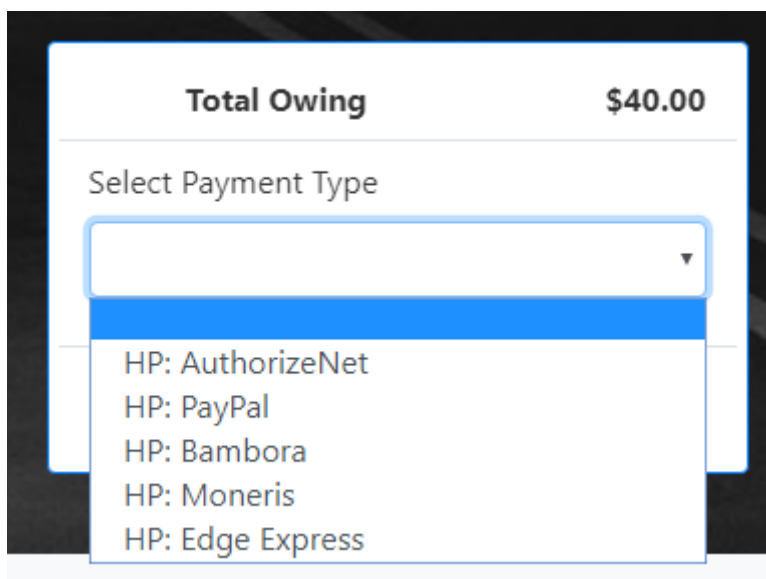 Total Owing $40.00
Select Payment Type
HP: AuthorizeNet
HP: PayPal
HP: Bambora
HP: Moneris
HP: Edge Express